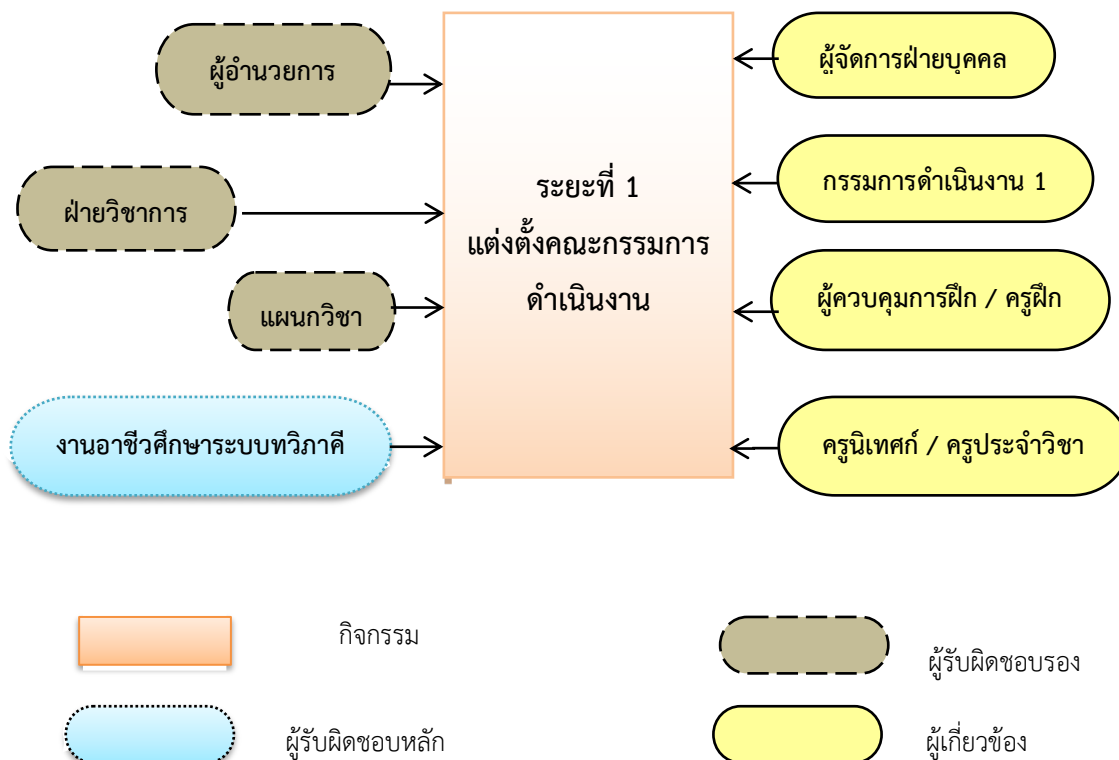 ผู้อำนวยการ
ฝ่ายวิชาการ
แผนกวิชา
งานอาชีวศึกษาระบบทวิภาคี
ระยะที่ 1
แต่งตั้งคณะกรรมการ
ดำเนินงาน
ผู้จัดการฝ่ายบุคคล
กรรมการดำเนินงาน 1
ผู้ควบคุมการฝึก / ครูฝึก
ครูนิเทศก์ / ครูประจำวิชา
กิจกรรม
ผู้รับผิดชอบรอง
ผู้รับผิดชอบหลัก
ผู้เกี่ยวข้อง